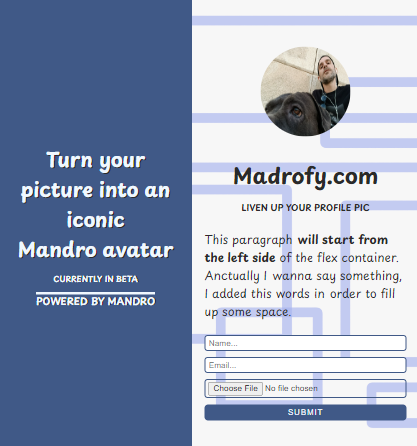 Turn your
picture into an
iconic
Mandro avatar
CURRENTLY IN BETA
POWERED BY MANDRO
Madrofy.com
LIVEN UP YOUR PROFILE PIC
This paragraph will start from
the left side of the flex container.
Anctually I wanna say something,
I added this words in order to fill
up some space.
Name...
Email...
Choose File No file chosen
SUBMIT